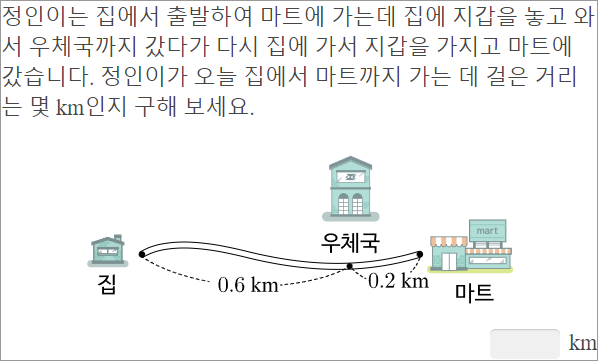 정인이는 집에서 출발하여 마트에 가는데 집에 지갑을 놓고 와
서 우체국까지 갔다가 다시 집에 가서 지갑을 가지고 마트에
갔습니다. 정인이가 오늘 집에서 마트까지 가는 데 걸은 거리
는 몇 km인지 구해 보세요.
mart
우체국
집
0.6 km
0.2 km
마트
km